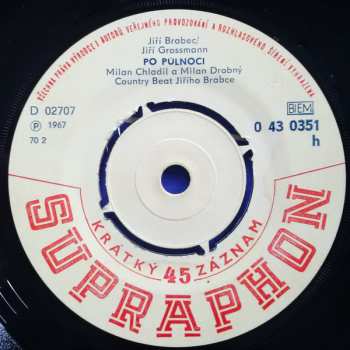 VŠECHNA PRÁVA VÝROBCE I AUTORŮ VEŘEJNÉHO PROVOZOVÁNÍ A ROZHLASOVÉHO ŠÍŘENÍ VYHRAZENA
Jiří Brabec/
Jiří Grossmann
PO PŮLNOCI
Milan Chladil a Milan Drobný
Country Beat Jiřího Brabce
D 02707
Ⓟ 1967
70 2
BIEM
0 43 0351
h
KRÁTKÝ 45 ZÁZNAM
SUPRAPHON